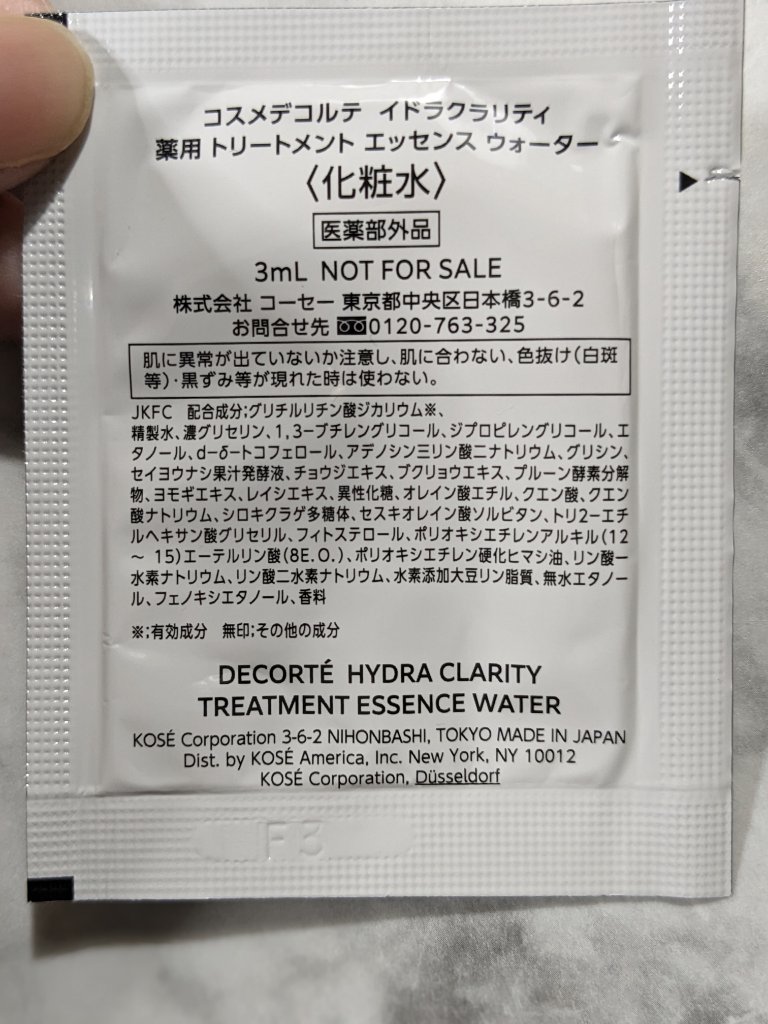 コスメデコルテ イドラクラリティ
薬用 トリートメント エッセンス ウォーター
〈化粧水〉
医薬部外品
3mL NOT FOR SALE
株式会社 コーセー 東京都中央区日本橋3-6-2
お問合せ先 0120-763-325
肌に異常が出ていないか注意し、肌に合わない、色抜け(白斑
等)・黒ずみ等が現れた時は使わない。
JKFC 配合成分;グリチルリチン酸ジカリウム※、
精製水、濃グリセリン、1,3-ブチレングリコール、ジプロピレングリコール、エ
タノール、d-δ-トコフェロール、アデノシン三リン酸二ナトリウム、グリシン、
セイヨウナシ果汁発酵液、チョウジエキス、ブクリョウエキス、プルーン酵素分解
物、ヨモギエキス、レイシエキス、異性化糖、オレイン酸エチル、クエン酸、クエン
酸ナトリウム、シロキクラゲ多糖体、セスキオレイン酸ソルビタン、トリ2-エチ
ルヘキサン酸グリセリル、フィトステロール、ポリオキシエチレンアルキル(12
~ 15)エーテルリン酸(8E.O.)、ポリオキシエチレン硬化ヒマシ油、リン酸一
水素ナトリウム、リン酸二水素ナトリウム、水素添加大豆リン脂質、無水エタノー
ル、フェノキシエタノール、香料
※;有効成分 無印;その他の成分
DECORTÉ HYDRA CLARITY
TREATMENT ESSENCE WATER
KOSÉ Corporation 3-6-2 NIHONBASHI, TOKYO MADE IN JAPAN
Dist. by KOSÉ America, Inc. New York, NY 10012
KOSÉ Corporation, Düsseldorf